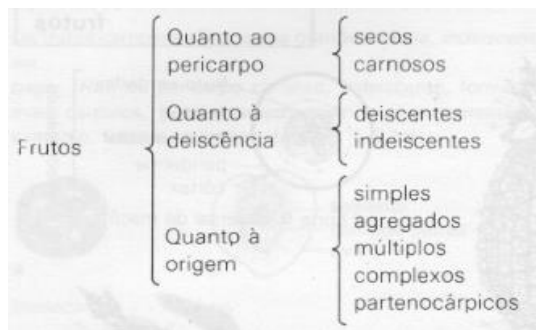 Frutos
Quanto ao
pericarpo
secos
carnosos
Quanto à
deiscência
deiscentes
indeiscentes
Quanto à
origem
simples
agregados
múltiplos
complexos
partenocárpicos